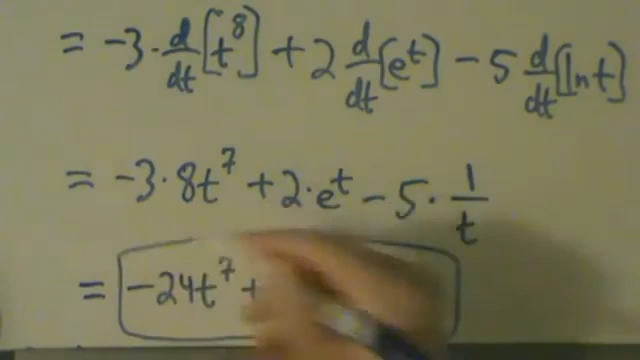 = -3 · d/dt [t^8] + 2 d/dt [e^t] - 5 d/dt [ln t]
= -3 · 8t^7 + 2 · e^t - 5 · 1/t
= -24t^7 +